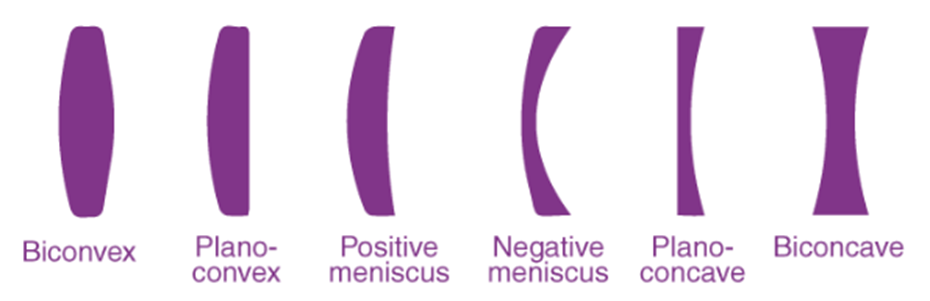 Biconvex
Plano-
convex
Positive
meniscus
Negative
meniscus
Plano-
concave
Biconcave